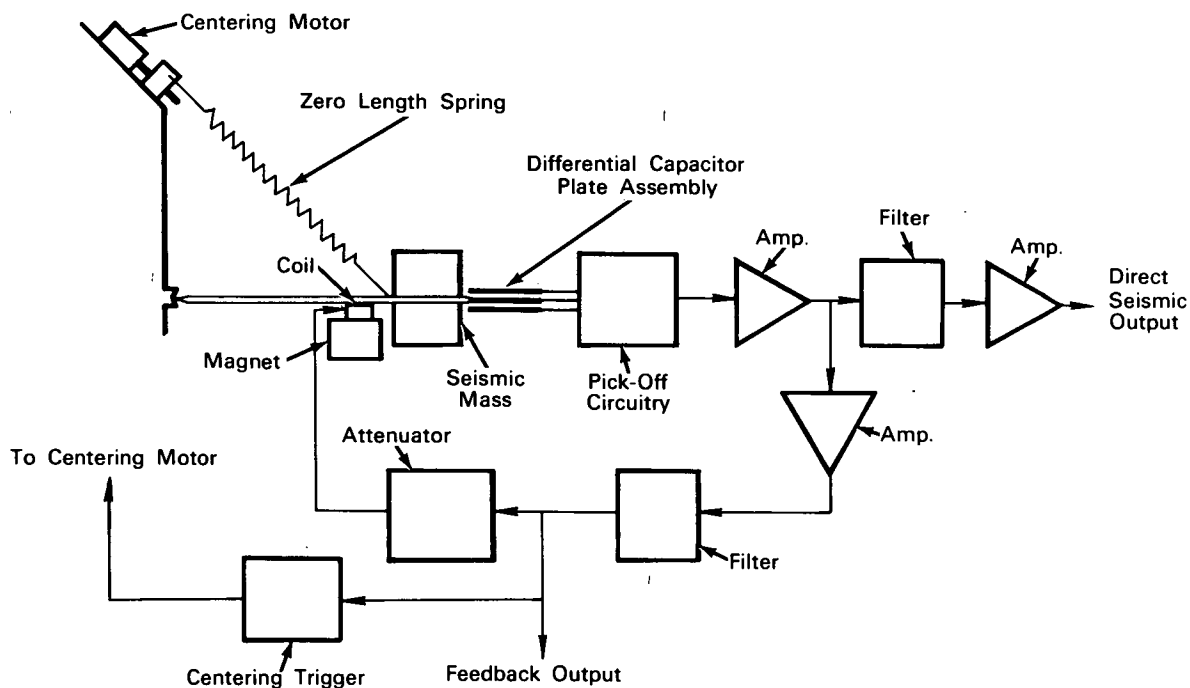 Centering Motor
Zero Length Spring
Differential Capacitor
Plate Assembly
Filter
Amp.
Amp.
Coil
Direct
Seismic
Output
Magnet
Seismic
Mass
Pick-Off
Circuitry
Attenuator
Amp.
To Centering Motor
Filter
Centering Trigger
Feedback Output